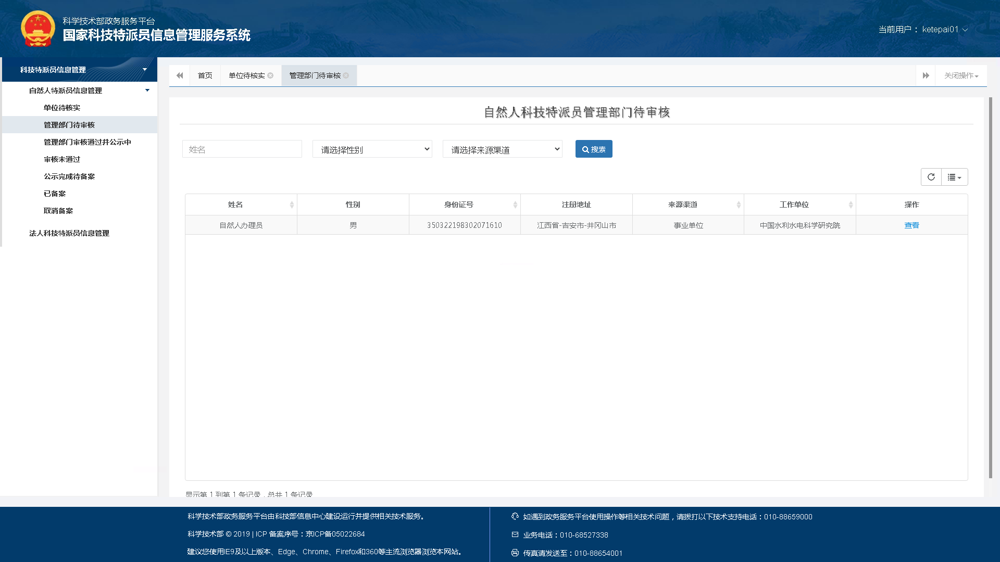 科学技术部政务服务平台
国家科技特派员信息管理服务系统
当前用户： ketepai01
科技特派员信息管理
自然人特派员信息管理
单位待核实
管理部门待审核
管理部门审核通过并公示中
审核未通过
公示完成待备案
已备案
取消备案
法人科技特派员信息管理
首页 单位待核实 管理部门待审核 关闭操作
自然人科技特派员管理部门待审核
姓名 请选择性别 请选择来源渠道 搜索
姓名 性别 身份证号 注册地址 来源渠道 工作单位 操作
自然人办理员 男 350322198302071610 江西省-吉安市-井冈山市 事业单位 中国水利水电科学研究院 查看
显示第 1 到第 1 条记录，总共 1 条记录
科学技术部政务服务平台由科技部信息中心建设运行并提供相关技术服务。
科学技术部 © 2019 | ICP 备案序号：京ICP备05022684
建议您使用IE9及以上版本、Edge、Chrome、Firefox和360等主流浏览器浏览本网站。
如遇到政务服务平台使用操作等相关技术问题，请拨打以下技术支持电话：010-88659000
业务电话：010-68527338
传真请发送至：010-88654001